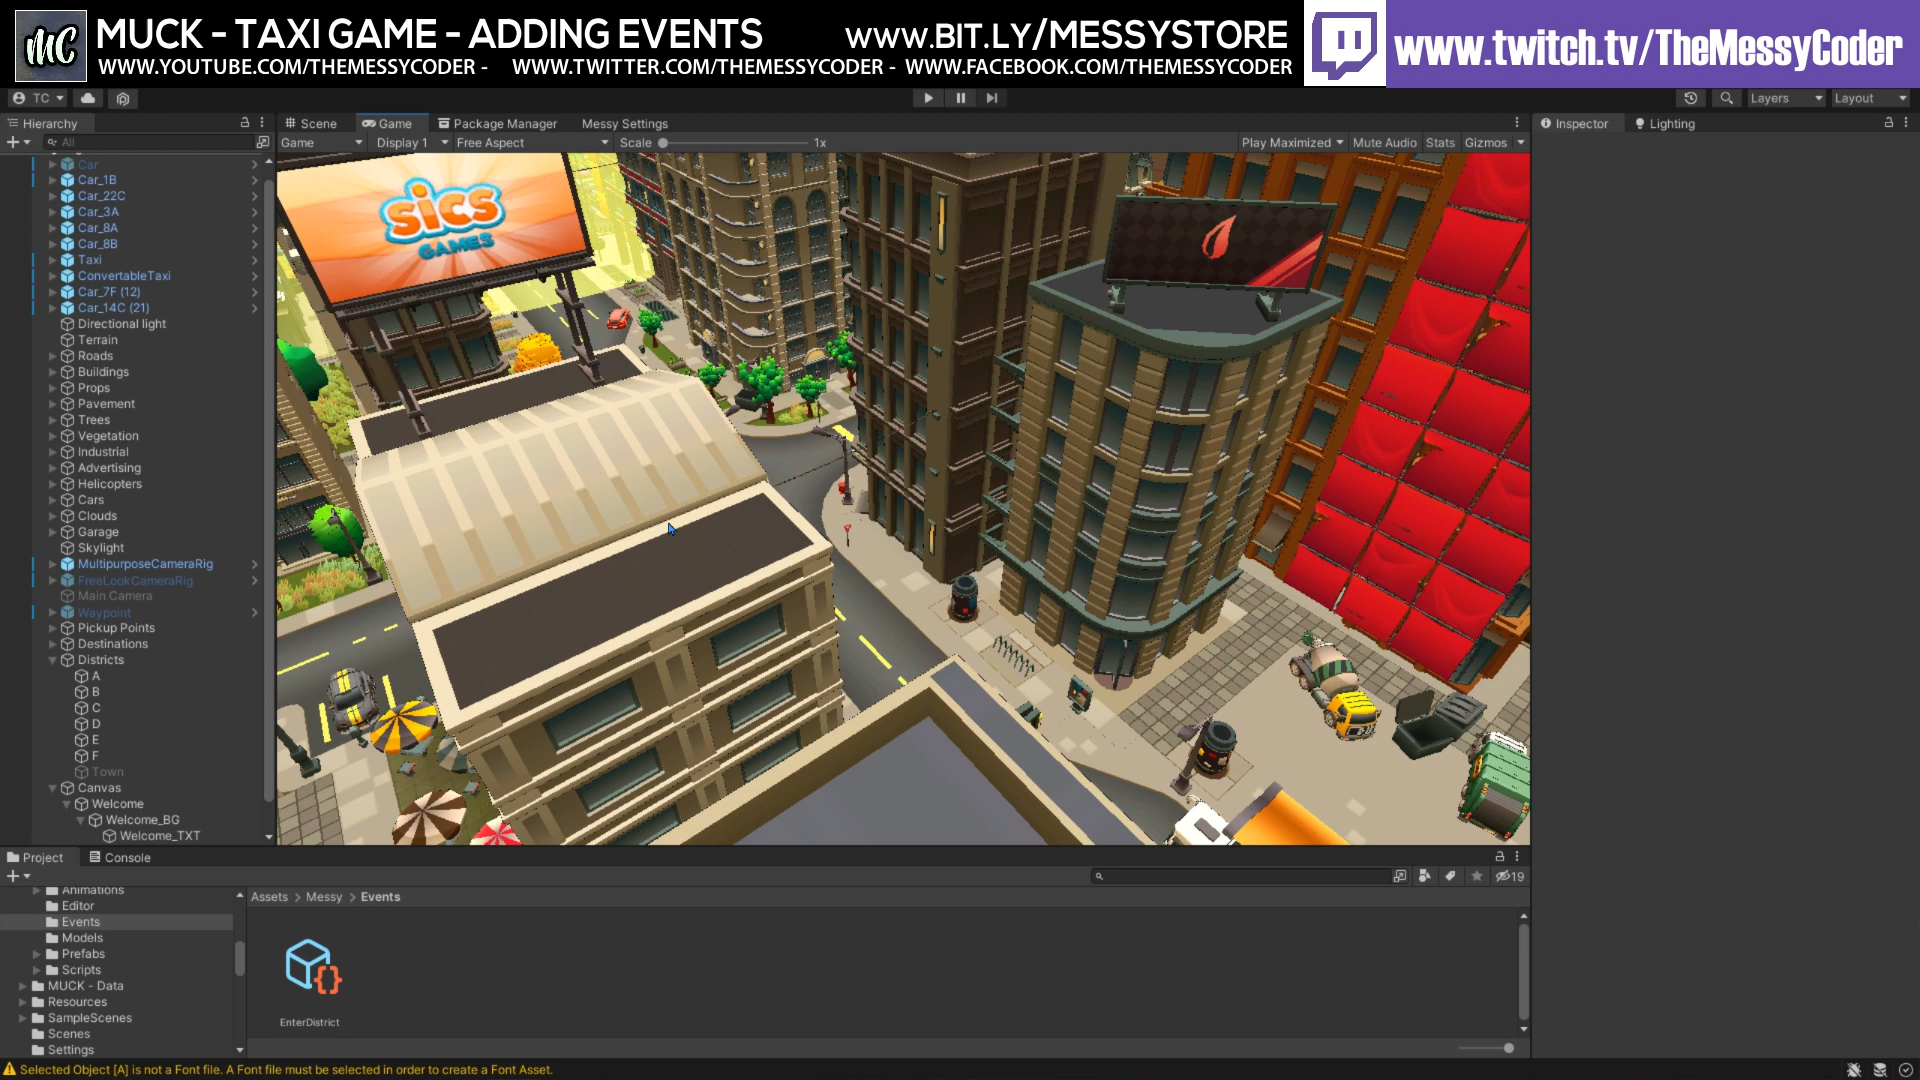 MC MUCK - TAXI GAME - ADDING EVENTS WWW.BIT.LY/MESSYSTORE www.twitch.tv/TheMessyCoder
WWW.YOUTUBE.COM/THEMESSYCODER - WWW.TWITTER.COM/THEMESSYCODER - WWW.FACEBOOK.COM/THEMESSYCODER
TC Layers Layout
Hierarchy Scene Game Package Manager Messy Settings Inspector Lighting
All Game Display 1 Free Aspect Scale 1x Play Maximized Mute Audio Stats Gizmos
Car
Car_1B
Car_22C
Car_3A
Car_8A
Car_8B
Taxi
ConvertableTaxi
Car_7F (12)
Car_14C (21)
Directional light
Terrain
Roads
Buildings
Props
Pavement
Trees
Vegetation
Industrial
Advertising
Helicopters
Cars
Clouds
Garage
Skylight
MultipurposeCameraRig
FreeLookCameraRig
Main Camera
Waypoint
Pickup Points
Destinations
Districts
A
B
C
D
E
F
Town
Canvas
Welcome
Welcome_BG
Welcome_TXT
sics
GAMES
Project Console
19
Animations
Editor
Events
Models
Prefabs
Scripts
MUCK - Data
Resources
SampleScenes
Scenes
Settings
Assets > Messy > Events
EnterDistrict
Selected Object [A] is not a Font file. A Font file must be selected in order to create a Font Asset.